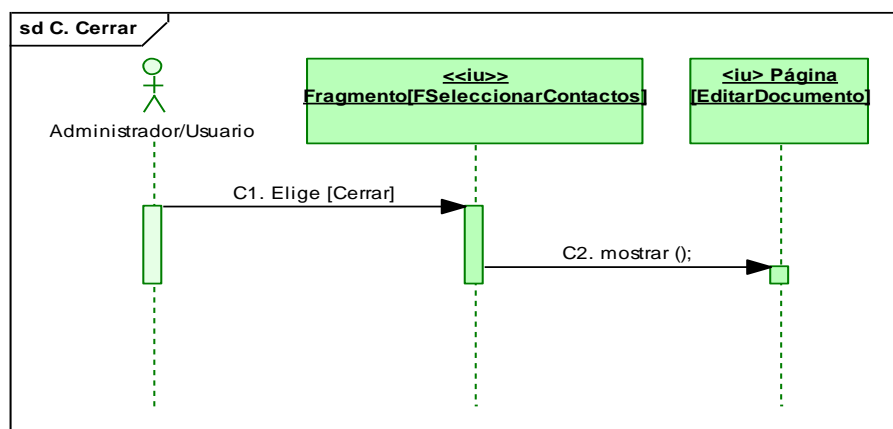 sd C. Cerrar
<<iu>>
Fragmento[FSeleccionarContactos]
<iu> Página
[EditarDocumento]
Administrador/Usuario
C1. Elige [Cerrar]
C2. mostrar ();